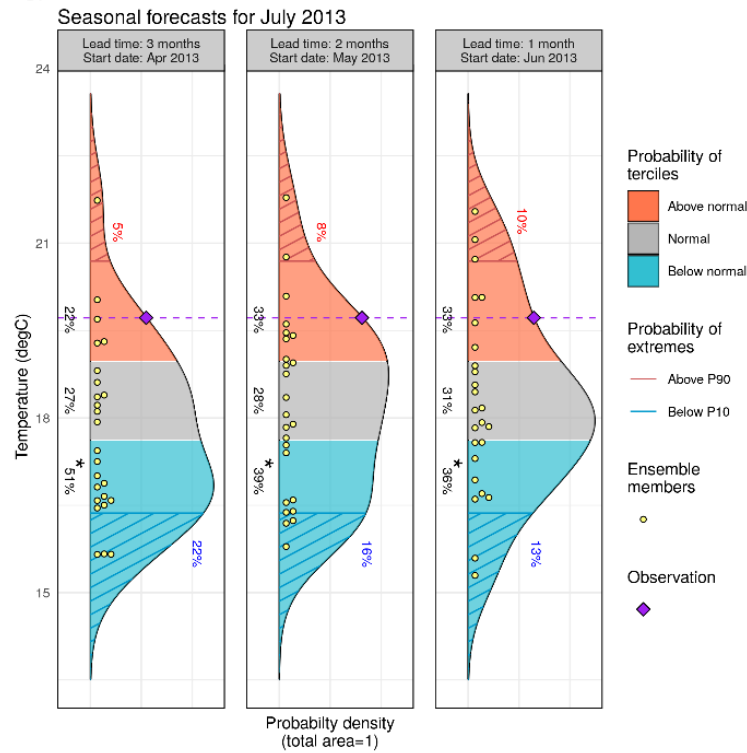 Seasonal forecasts for July 2013
Lead time: 3 months
Start date: Apr 2013
Lead time: 2 months
Start date: May 2013
Lead time: 1 month
Start date: Jun 2013
Temperature (degC)
24
21
18
15
5%
22%
27%
*
51%
22%
8%
33%
28%
*
39%
16%
10%
33%
31%
*
36%
13%
Probabilty density
(total area=1)
Probability of
terciles
Above normal
Normal
Below normal
Probability of
extremes
Above P90
Below P10
Ensemble
members
Observation